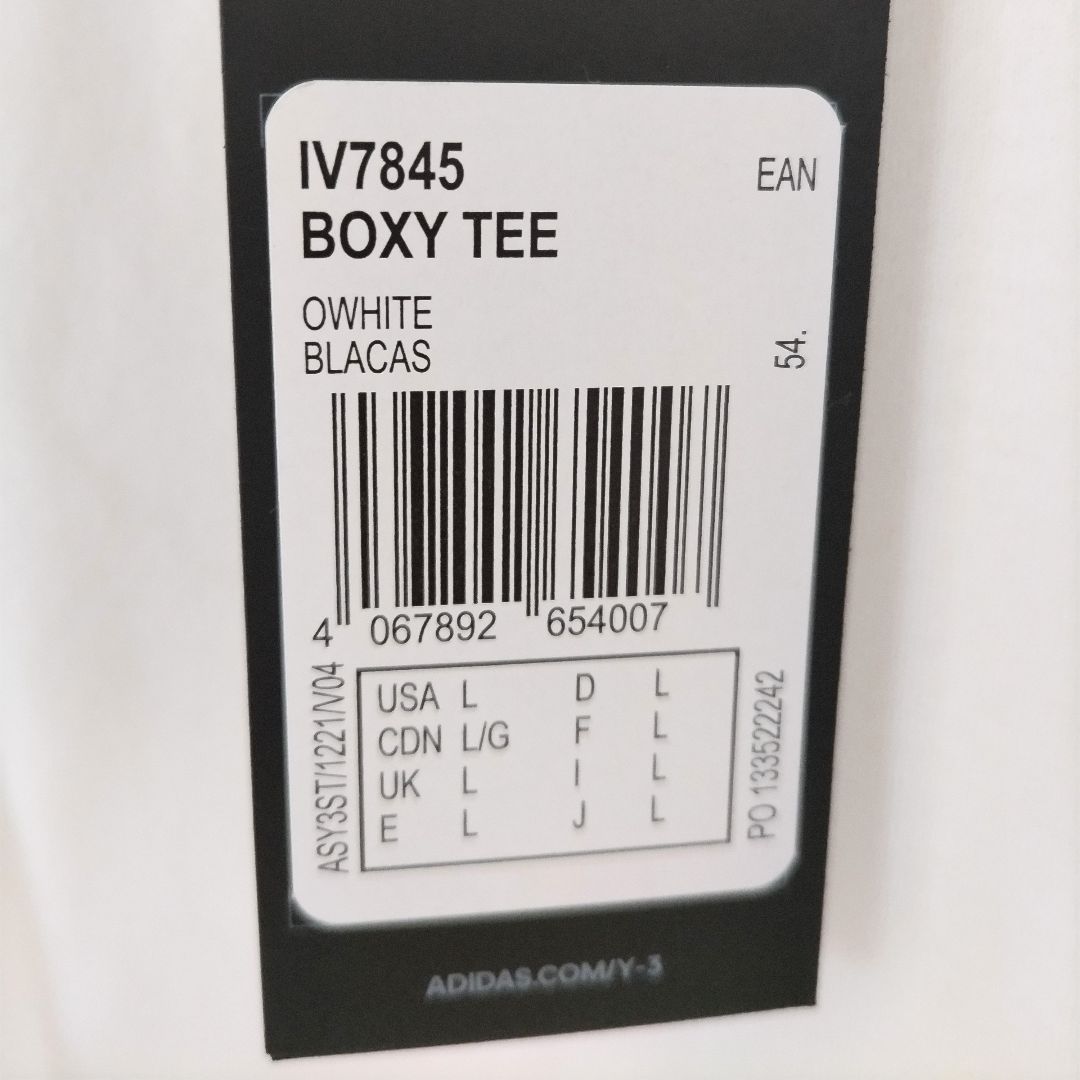 IV7845
EAN
BOXY TEE
OWHITE
BLACAS
54.
4 067892 654007
ASY3ST/1221/V04
USA L D L
CDN L/G F L
UK L I L
E L J L
PO 133522242
ADIDAS.COM/Y-3